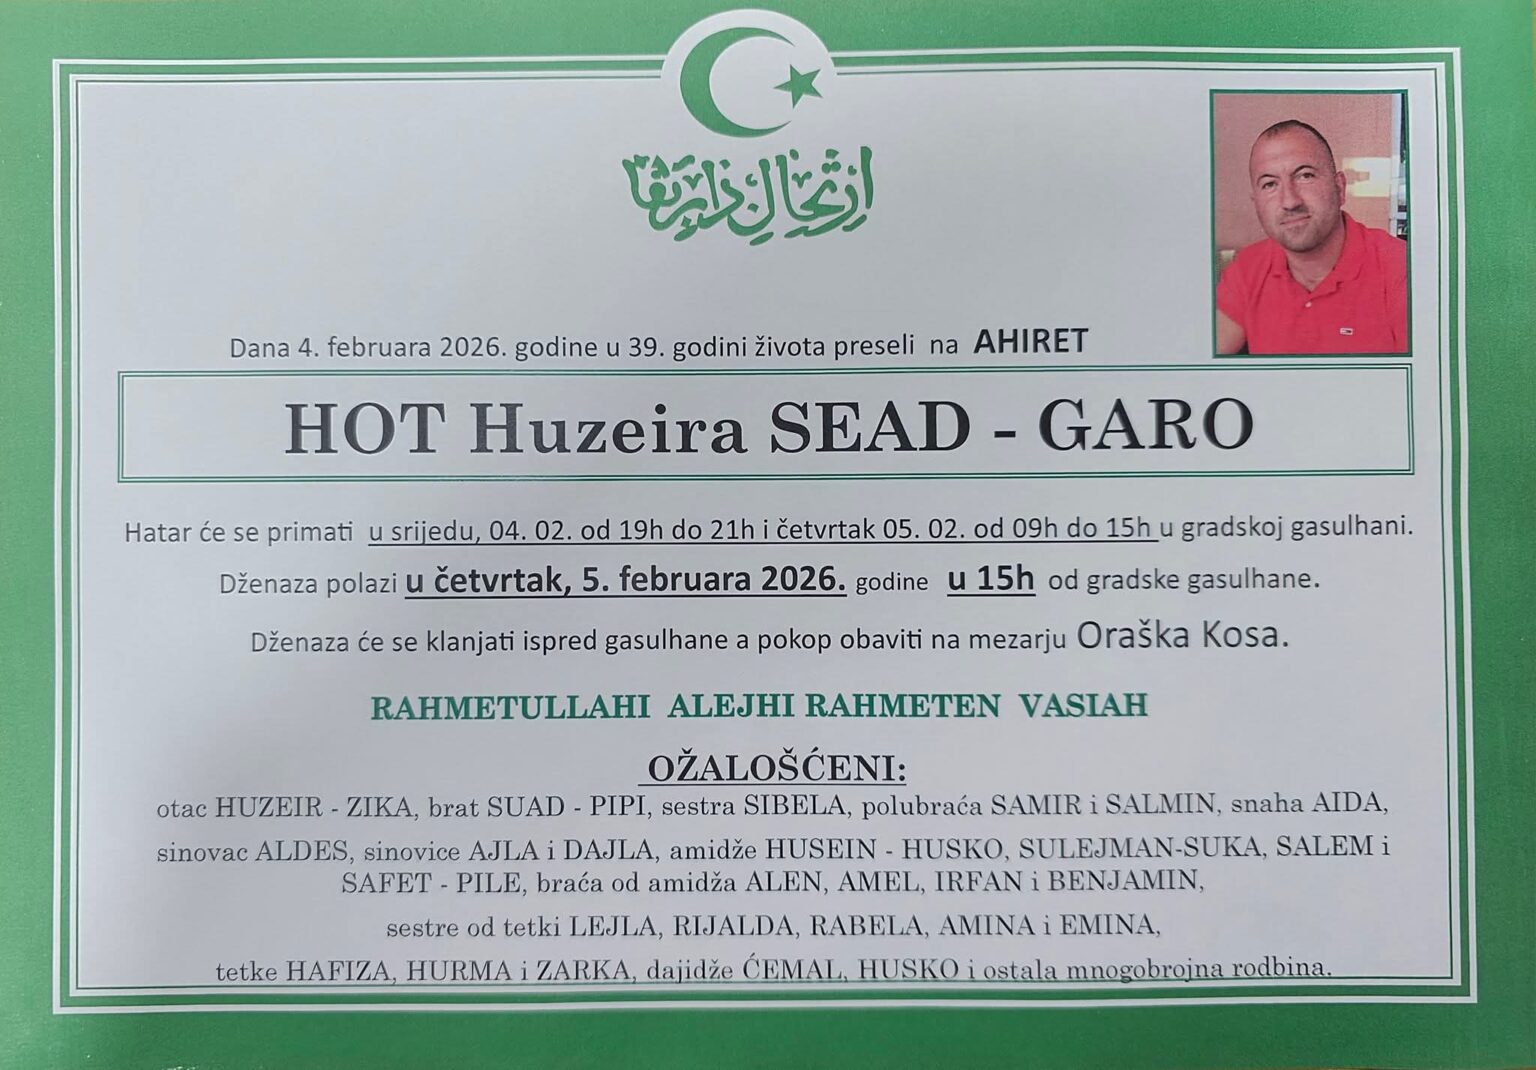 ارتحال دار بقا
Dana 4. februara 2026. godine u 39. godini života preseli na AHIRET
HOT Huzeira SEAD - GARO
Hatar će se primati u srijedu, 04. 02. od 19h do 21h i četvrtak 05. 02. od 09h do 15h u gradskoj gasulhani.
Dženaza polazi u četvrtak, 5. februara 2026. godine u 15h od gradske gasulhane.
Dženaza će se klanjati ispred gasulhane a pokop obaviti na mezarju Oraška Kosa.
RAHMETULLAHI ALEJHI RAHMETEN VASIAH
OŽALOŠĆENI:
otac HUZEIR - ZIKA, brat SUAD - PIPI, sestra SIBELA, polubraća SAMIR i SALMIN, snaha AIDA,
sinovac ALDES, sinovice AJLA i DAJLA, amidže HUSEIN - HUSKO, SULEJMAN-SUKA, SALEM i
SAFET - PILE, braća od amidža ALEN, AMEL, IRFAN i BENJAMIN,
sestre od tetki LEJLA, RIJALDA, RABELA, AMINA i EMINA,
tetke HAFIZA, HURMA i ZARKA, dajidže ĆEMAL, HUSKO i ostala mnogobrojna rodbina.